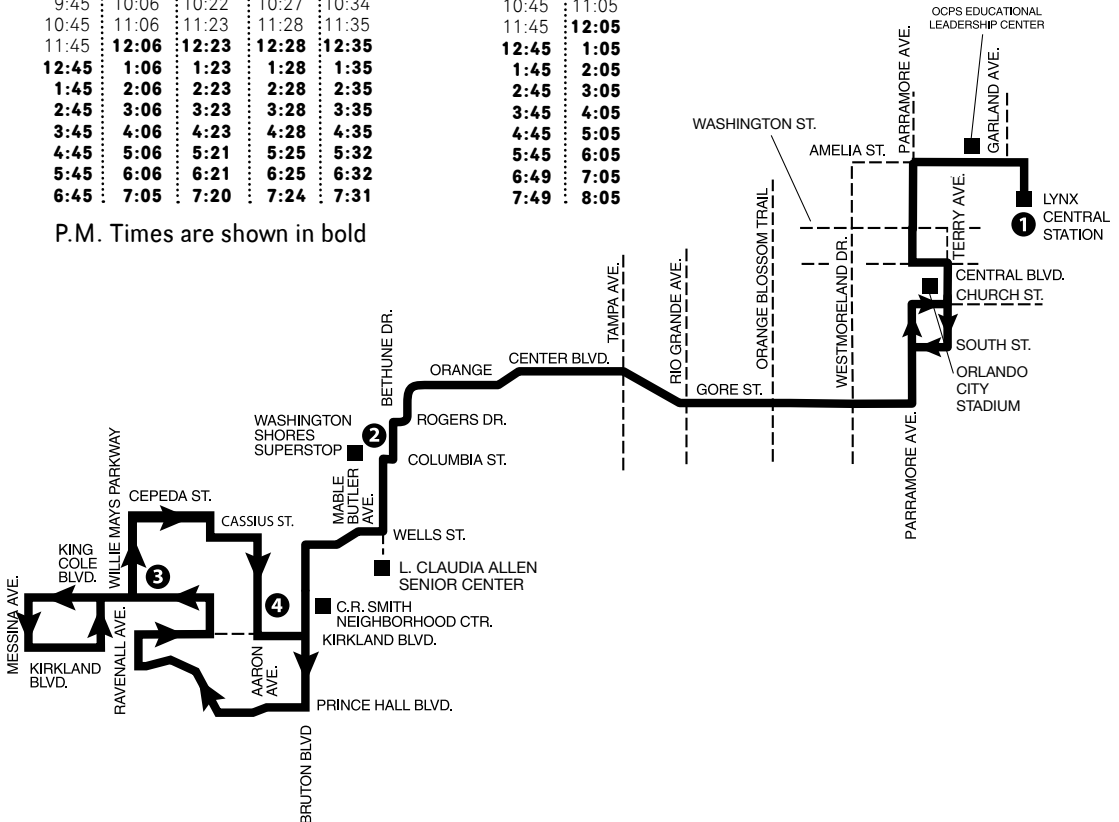 9:45 10:06 10:22 10:27 10:34
10:45 11:06 11:23 11:28 11:35
11:45 12:06 12:23 12:28 12:35
12:45 1:06 1:23 1:28 1:35
1:45 2:06 2:23 2:28 2:35
2:45 3:06 3:23 3:28 3:35
3:45 4:06 4:23 4:28 4:35
4:45 5:06 5:21 5:25 5:32
5:45 6:06 6:21 6:25 6:32
6:45 7:05 7:20 7:24 7:31
P.M. Times are shown in bold
10:45 11:05
11:45 12:05
12:45 1:05
1:45 2:05
2:45 3:05
3:45 4:05
4:45 5:05
5:45 6:05
6:49 7:05
7:49 8:05
OCPS EDUCATIONAL
LEADERSHIP CENTER
PARRAMORE AVE.
GARLAND AVE.
WASHINGTON ST.
AMELIA ST.
TERRY AVE.
LYNX
CENTRAL
STATION
1
ORANGE BLOSSOM TRAIL
WESTMORELAND DR.
CENTRAL BLVD.
CHURCH ST.
SOUTH ST.
ORLANDO
CITY
STADIUM
TAMPA AVE.
RIO GRANDE AVE.
BETHUNE DR.
ORANGE
CENTER BLVD.
GORE ST.
PARRAMORE AVE.
ROGERS DR.
WASHINGTON
SHORES
SUPERSTOP
2
COLUMBIA ST.
MABLE
BUTLER
AVE.
WILLIE MAYS PARKWAY
CEPEDA ST.
CASSIUS ST.
WELLS ST.
L. CLAUDIA ALLEN
SENIOR CENTER
KING
COLE
BLVD.
3
4
C.R. SMITH
NEIGHBORHOOD CTR.
KIRKLAND BLVD.
MESSINA AVE.
KIRKLAND
BLVD.
RAVENALL AVE.
AARON
AVE.
PRINCE HALL BLVD.
BRUTON BLVD